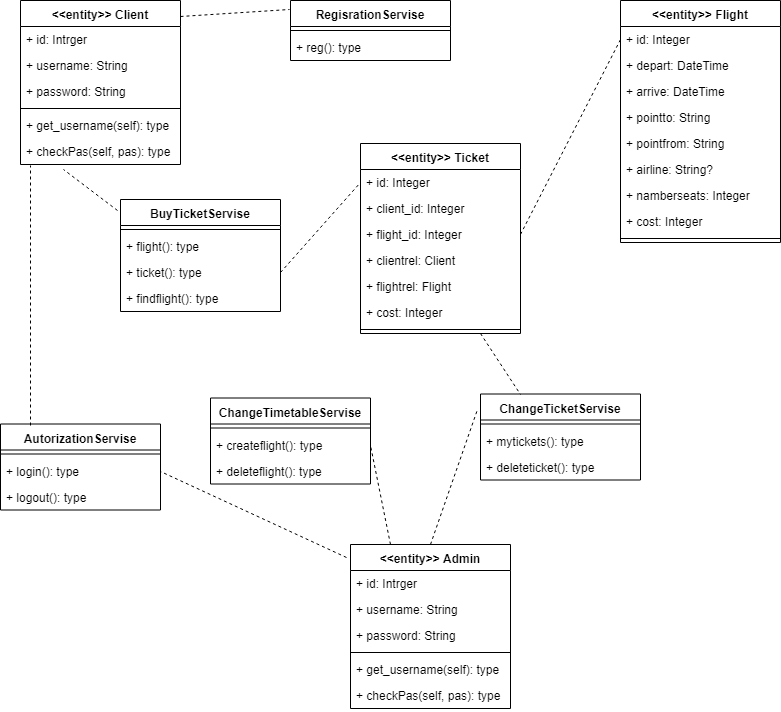 <<entity>> Client
+ id: Intrger
+ username: String
+ password: String
+ get_username(self): type
+ checkPas(self, pas): type
RegisrationServise
+ reg(): type
<<entity>> Flight
+ id: Integer
+ depart: DateTime
+ arrive: DateTime
+ pointto: String
+ pointfrom: String
+ airline: String?
+ namberseats: Integer
+ cost: Integer
<<entity>> Ticket
+ id: Integer
+ client_id: Integer
+ flight_id: Integer
+ clientrel: Client
+ flightrel: Flight
+ cost: Integer
BuyTicketServise
+ flight(): type
+ ticket(): type
+ findflight(): type
AutorizationServise
+ login(): type
+ logout(): type
ChangeTimetableServise
+ createflight(): type
+ deleteflight(): type
ChangeTicketServise
+ mytickets(): type
+ deleteticket(): type
<<entity>> Admin
+ id: Intrger
+ username: String
+ password: String
+ get_username(self): type
+ checkPas(self, pas): type